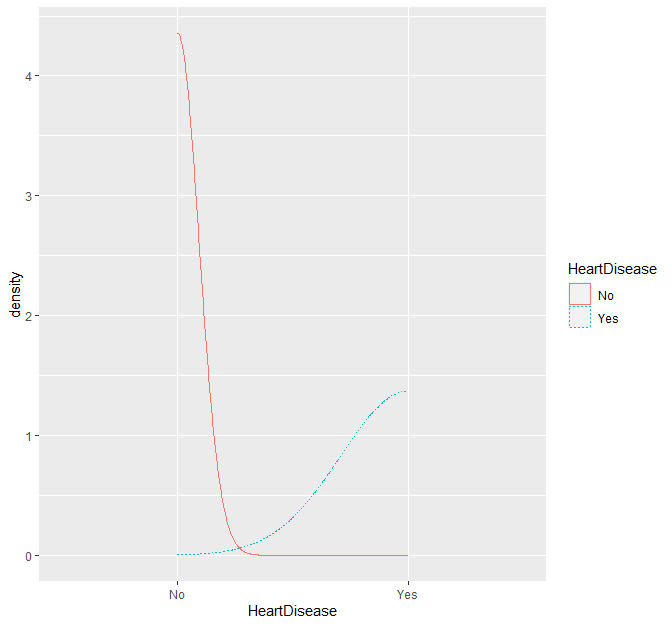 4
3
2
1
0
density
No
Yes
HeartDisease
HeartDisease
No
Yes